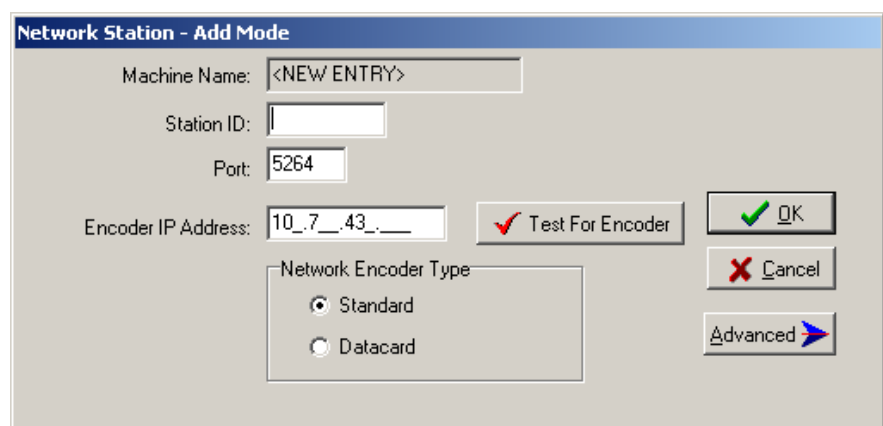 Network Station - Add Mode
Machine Name: <NEW ENTRY>
Station ID:
Port: 5264
Encoder IP Address: 10_.7__.43_.___ Test For Encoder OK
Network Encoder Type Cancel
Standard
Advanced
Datacard